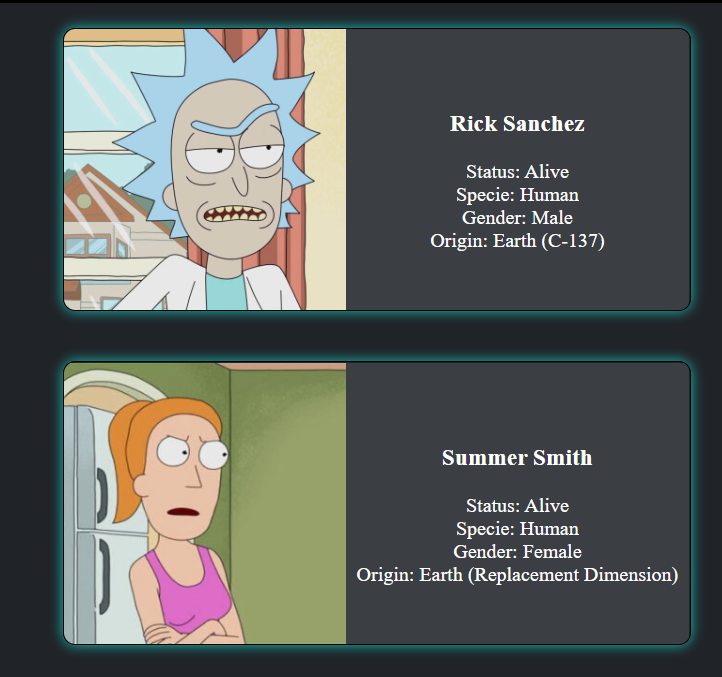 Rick Sanchez
Status: Alive
Specie: Human
Gender: Male
Origin: Earth (C-137)
Summer Smith
Status: Alive
Specie: Human
Gender: Female
Origin: Earth (Replacement Dimension)